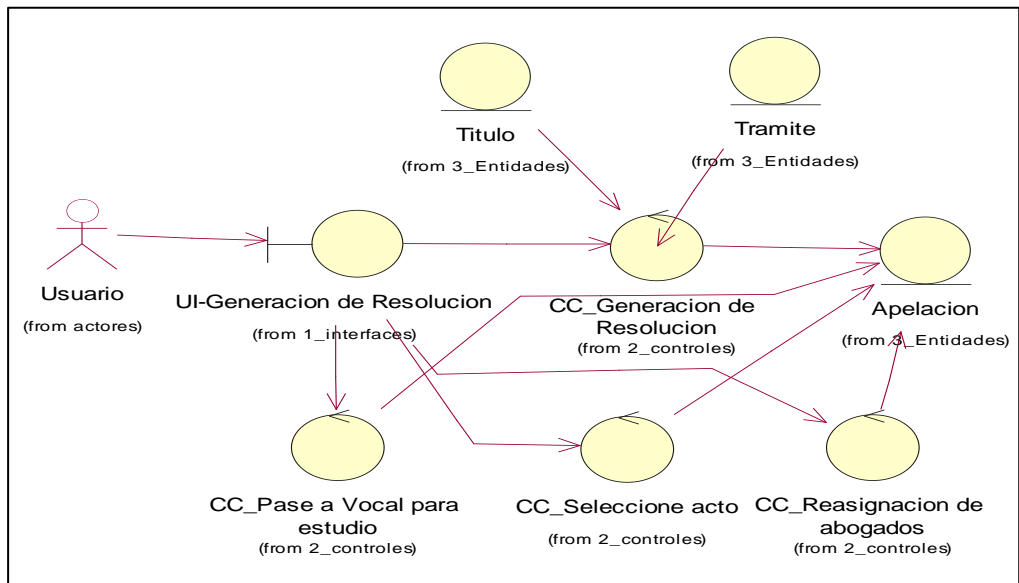 Titulo
(from 3_Entidades)
Tramite
(from 3_Entidades)
Usuario
(from actores)
UI-Generacion de Resolucion
(from 1_interfaces)
CC_Generacion de
Resolucion
(from 2_controles)
Apelacion
(from 3_Entidades)
CC_Pase a Vocal para
estudio
(from 2_controles)
CC_Seleccione acto
(from 2_controles)
CC_Reasignacion de
abogados
(from 2_controles)